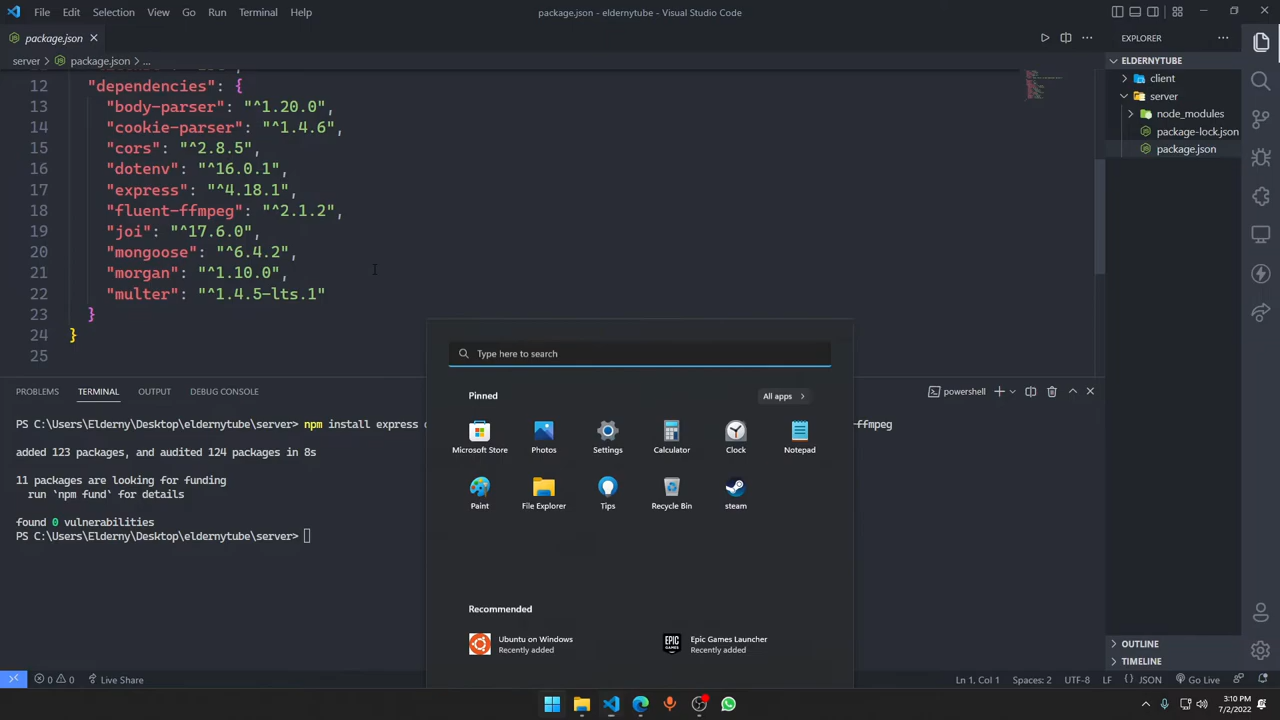 File Edit Selection View Go Run Terminal Help
package.json - eldernytube - Visual Studio Code
package.json
EXPLORER
server > package.json > ...
ELDERNYTUBE
client
server
node_modules
package-lock.json
package.json
12 "dependencies": {
13 "body-parser": "^1.20.0",
14 "cookie-parser": "^1.4.6",
15 "cors": "^2.8.5",
16 "dotenv": "^16.0.1",
17 "express": "^4.18.1",
18 "fluent-ffmpeg": "^2.1.2",
19 "joi": "^17.6.0",
20 "mongoose": "^6.4.2",
21 "morgan": "^1.10.0",
22 "multer": "^1.4.5-lts.1"
23 }
24 }
25
PROBLEMS TERMINAL OUTPUT DEBUG CONSOLE
powershell
PS C:\Users\Elderny\Desktop\eldernytube\server> npm install express
-ffmpeg
added 123 packages, and audited 124 packages in 8s
11 packages are looking for funding
run `npm fund` for details
found 0 vulnerabilities
PS C:\Users\Elderny\Desktop\eldernytube\server>
Type here to search
Pinned
All apps >
Microsoft Store Photos Settings Calculator Clock Notepad
Paint File Explorer Tips Recycle Bin steam
Recommended
Ubuntu on Windows
Recently added
EPIC GAMES
Epic Games Launcher
Recently added
OUTLINE
TIMELINE
0 0 Live Share
Ln 1, Col 1 Spaces: 2 UTF-8 LF {} JSON Go Live
3:10 PM
7/2/2022